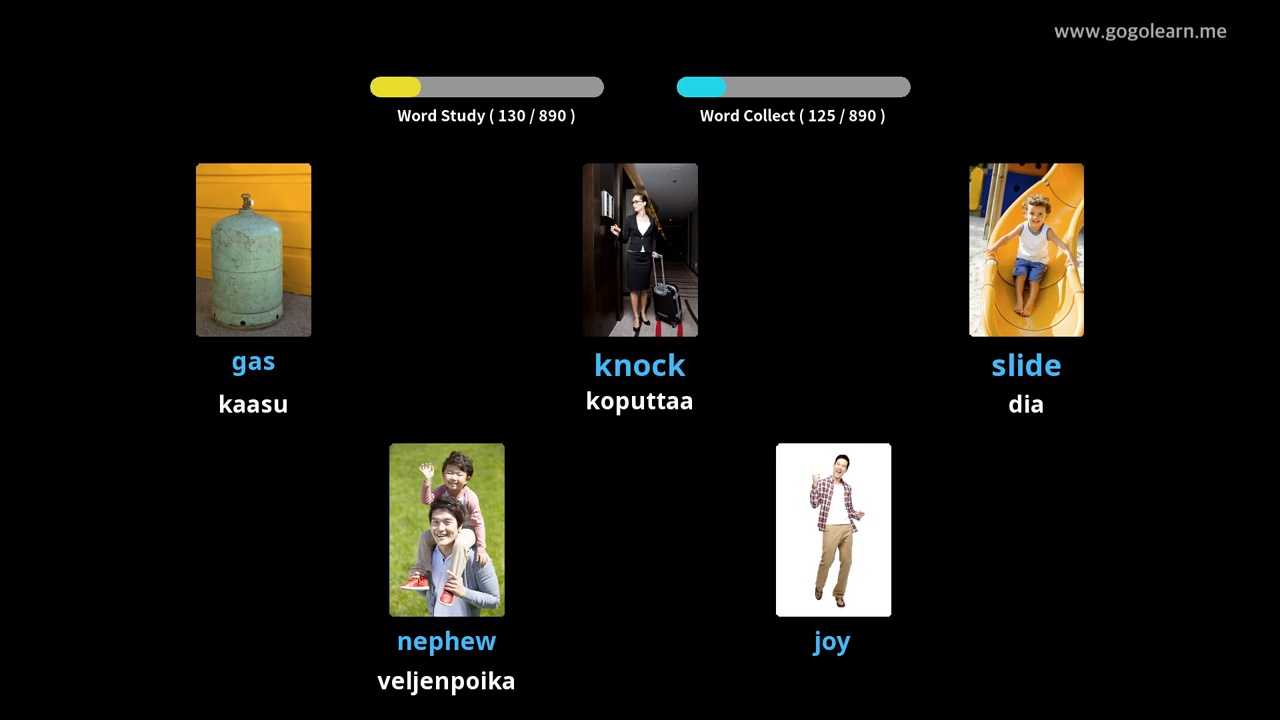 www.gogolearn.me
Word Study ( 130 / 890 )
Word Collect ( 125 / 890 )
gas
kaasu
knock
koputtaa
slide
dia
nephew
veljenpoika
joy